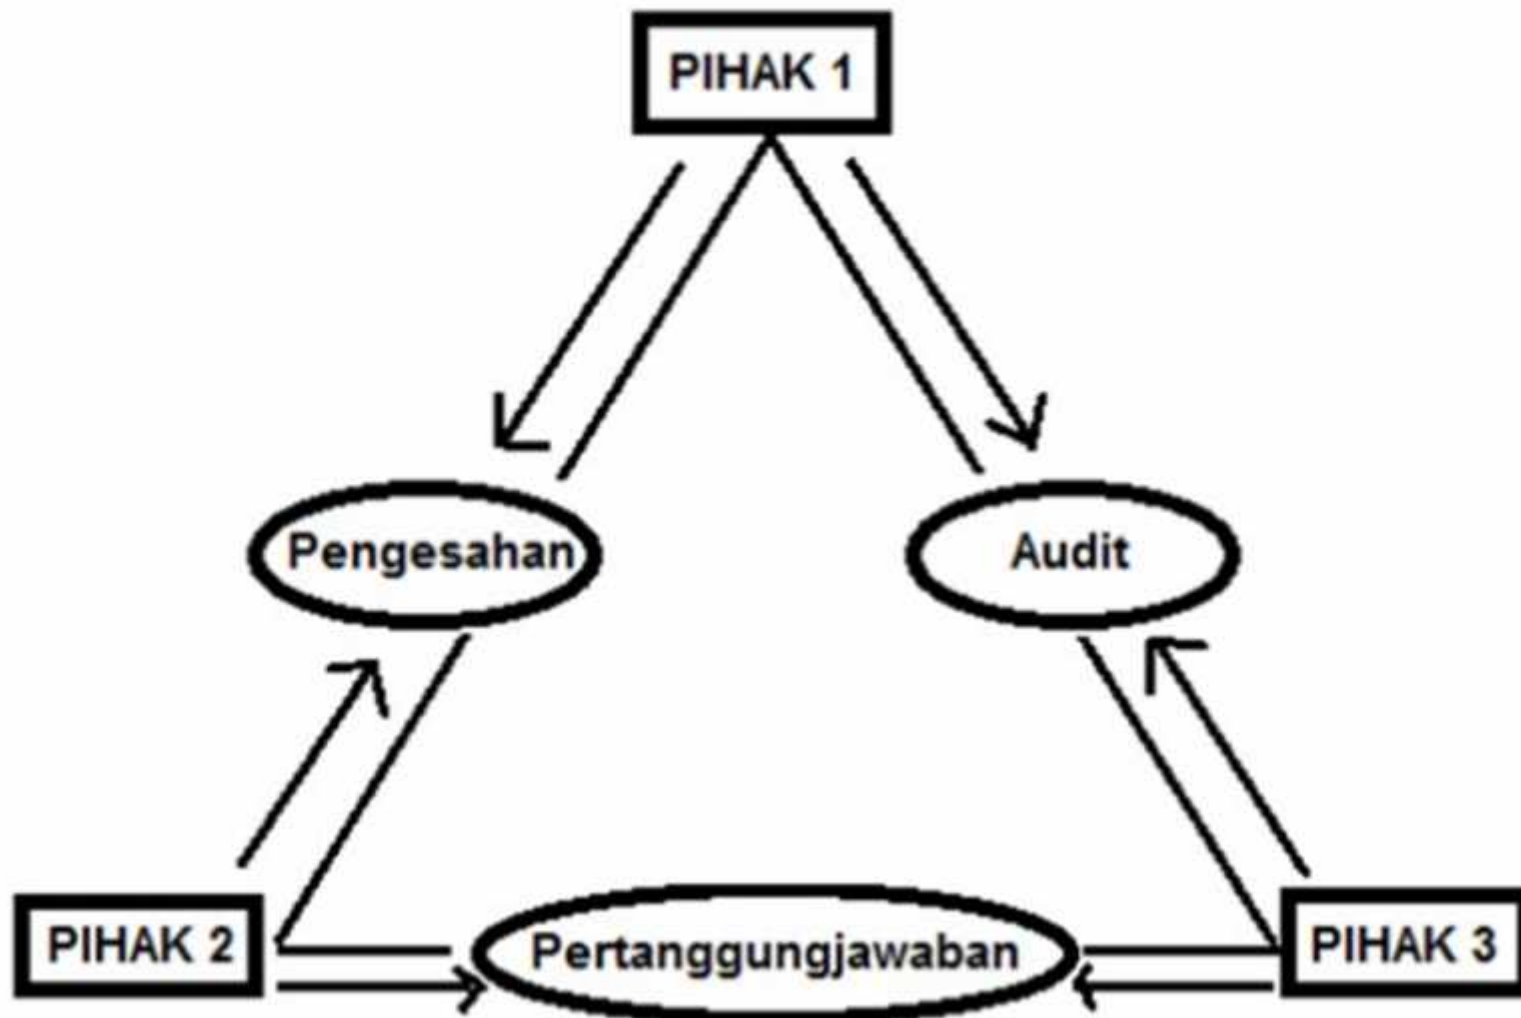 PIHAK 1
Pengesahan
Audit
PIHAK 2
Pertanggungjawaban
PIHAK 3